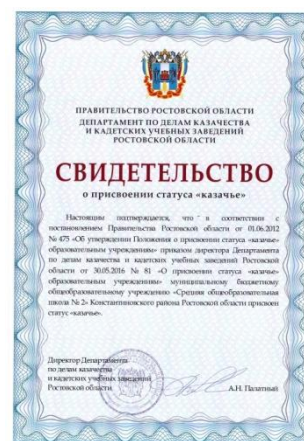 ПРАВИТЕЛЬСТВО РОСТОВСКОЙ ОБЛАСТИ
ДЕПАРТАМЕНТ ПО ДЕЛАМ КАЗАЧЕСТВА
И КАДЕТСКИХ УЧЕБНЫХ ЗАВЕДЕНИЙ
РОСТОВСКОЙ ОБЛАСТИ
СВИДЕТЕЛЬСТВО
о присвоении статуса «казачье»
Настоящим подтверждается, что в соответствии с
постановлением Правительства Ростовской области от 01.06.2012
№ 475 «Об утверждении Положения о присвоении статуса «казачье»
образовательным учреждениям» приказом директора Департамента
по делам казачества и кадетских учебных заведений Ростовской
области от 30.05.2016 № 81 «О присвоении статуса «казачье»
образовательным учреждениям» муниципальному бюджетному
общеобразовательному учреждению «Средняя общеобразовательная
школа № 2» Константиновского района Ростовской области присвоен
статус «казачье».
Директор Департамента
по делам казачества
и кадетских учебных заведений
Ростовской области А.Н. Палатный